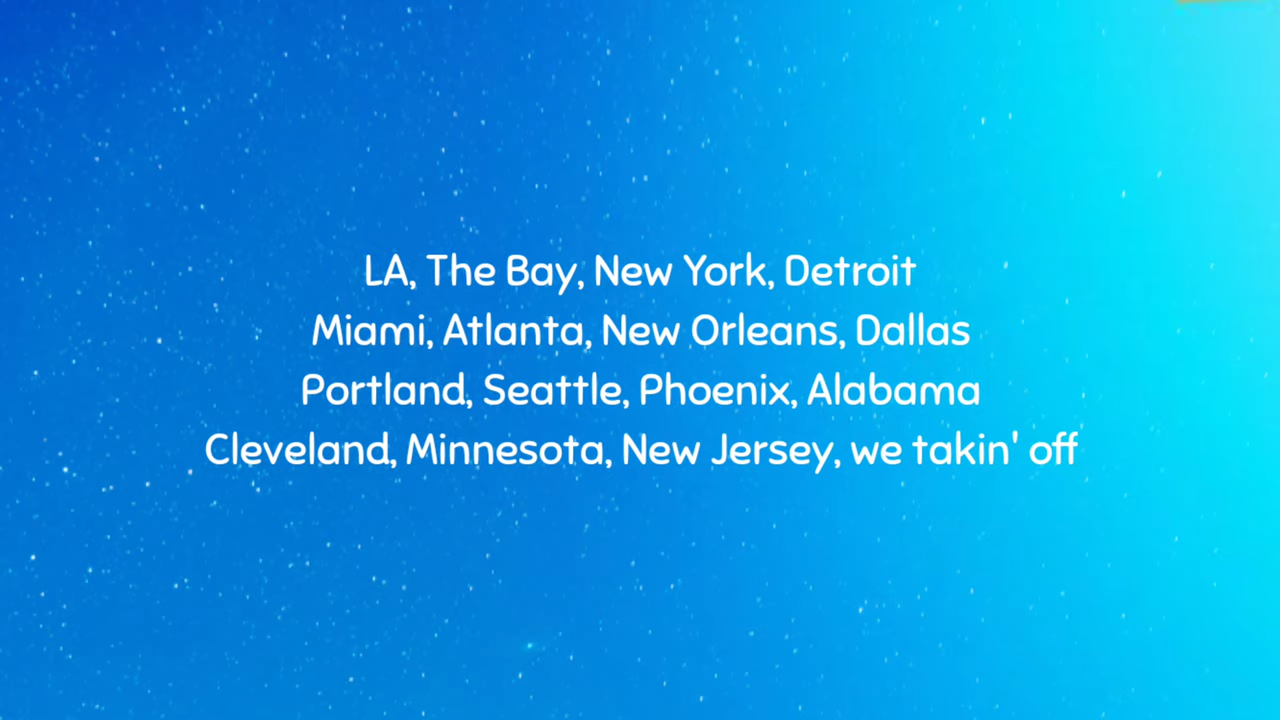 LA, The Bay, New York, Detroit
Miami, Atlanta, New Orleans, Dallas
Portland, Seattle, Phoenix, Alabama
Cleveland, Minnesota, New Jersey, we takin' off